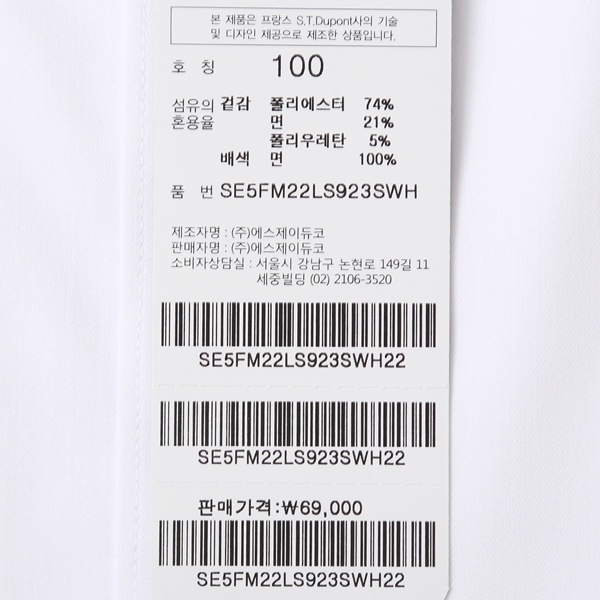 본 제품은 프랑스 S.T.Dupont사의 기술
및 디자인 제공으로 제조한 상품입니다.
호 칭 100
섬유의 겉감 폴리에스터 74%
혼용율 면 21%
폴리우레탄 5%
배색 면 100%
품 번 SE5FM22LS923SWH
제조자명 : (주)에스제이듀코
판매자명 : (주)에스제이듀코
소비자상담실 : 서울시 강남구 논현로 149길 11
세중빌딩 (02) 2106-3520
SE5FM22LS923SWH22
SE5FM22LS923SWH22
판매가격:₩69,000
SE5FM22LS923SWH22